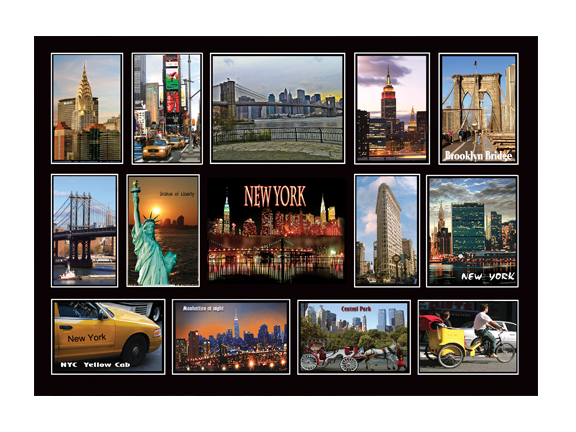 Brooklyn Bridge
Statue of Liberty
NEW YORK
NEW YORK
New York
NYC Yellow Cab
Manhattan at night
Central Park